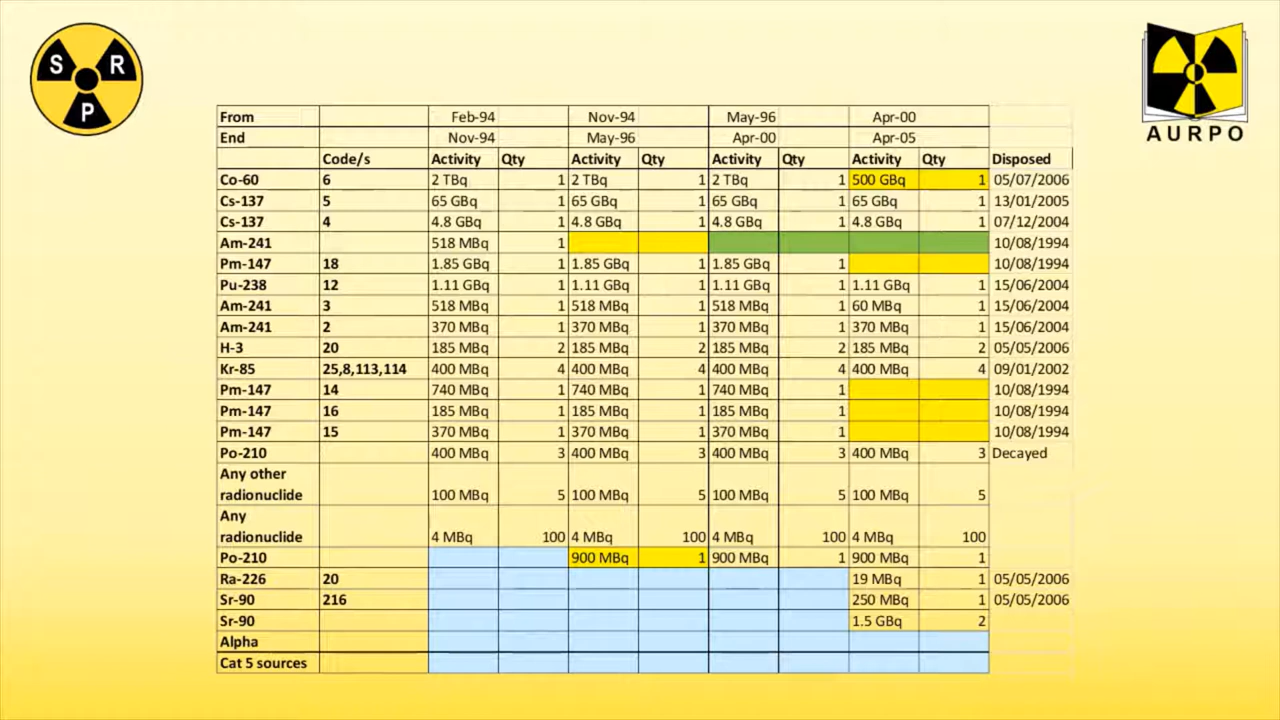 S R
P
AURPO
From Feb-94 Nov-94 May-96 Apr-00
End Nov-94 May-96 Apr-00 Apr-05
Code/s Activity Qty Activity Qty Activity Qty Activity Qty Disposed
Co-60 6 2 TBq 1 2 TBq 1 2 TBq 1 500 GBq 1 05/07/2006
Cs-137 5 65 GBq 1 65 GBq 1 65 GBq 1 65 GBq 1 13/01/2005
Cs-137 4 4.8 GBq 1 4.8 GBq 1 4.8 GBq 1 4.8 GBq 1 07/12/2004
Am-241 518 MBq 1 10/08/1994
Pm-147 18 1.85 GBq 1 1.85 GBq 1 1.85 GBq 1 10/08/1994
Pu-238 12 1.11 GBq 1 1.11 GBq 1 1.11 GBq 1 1.11 GBq 1 15/06/2004
Am-241 3 518 MBq 1 518 MBq 1 518 MBq 1 60 MBq 1 15/06/2004
Am-241 2 370 MBq 1 370 MBq 1 370 MBq 1 370 MBq 1 15/06/2004
H-3 20 185 MBq 2 185 MBq 2 185 MBq 2 185 MBq 2 05/05/2006
Kr-85 25,8,113,114 400 MBq 4 400 MBq 4 400 MBq 4 400 MBq 4 09/01/2002
Pm-147 14 740 MBq 1 740 MBq 1 740 MBq 1 10/08/1994
Pm-147 16 185 MBq 1 185 MBq 1 185 MBq 1 10/08/1994
Pm-147 15 370 MBq 1 370 MBq 1 370 MBq 1 10/08/1994
Po-210 400 MBq 3 400 MBq 3 400 MBq 3 400 MBq 3 Decayed
Any other
radionuclide 100 MBq 5 100 MBq 5 100 MBq 5 100 MBq 5
Any
radionuclide 4 MBq 100 4 MBq 100 4 MBq 100 4 MBq 100
Po-210 900 MBq 1 900 MBq 1 900 MBq 1
Ra-226 20 19 MBq 1 05/05/2006
Sr-90 216 250 MBq 1 05/05/2006
Sr-90 1.5 GBq 2
Alpha
Cat 5 sources